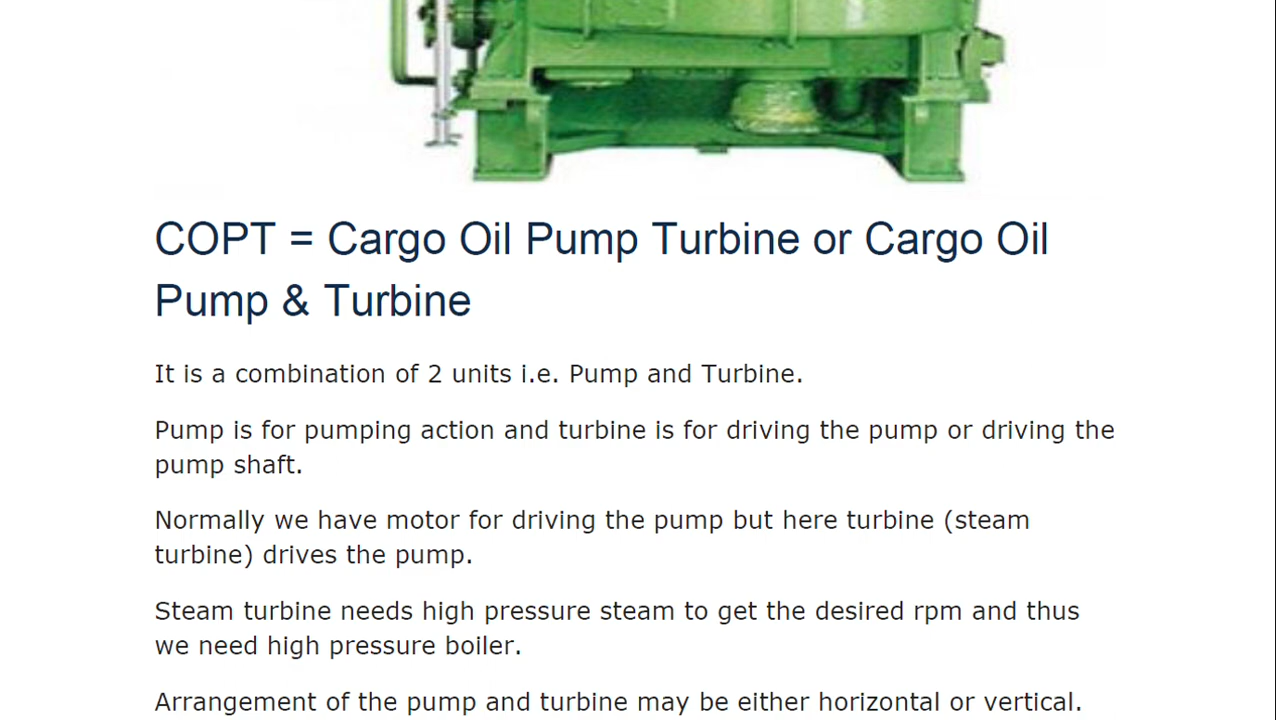 COPT = Cargo Oil Pump Turbine or Cargo Oil
Pump & Turbine
It is a combination of 2 units i.e. Pump and Turbine.
Pump is for pumping action and turbine is for driving the pump or driving the
pump shaft.
Normally we have motor for driving the pump but here turbine (steam
turbine) drives the pump.
Steam turbine needs high pressure steam to get the desired rpm and thus
we need high pressure boiler.
Arrangement of the pump and turbine may be either horizontal or vertical.